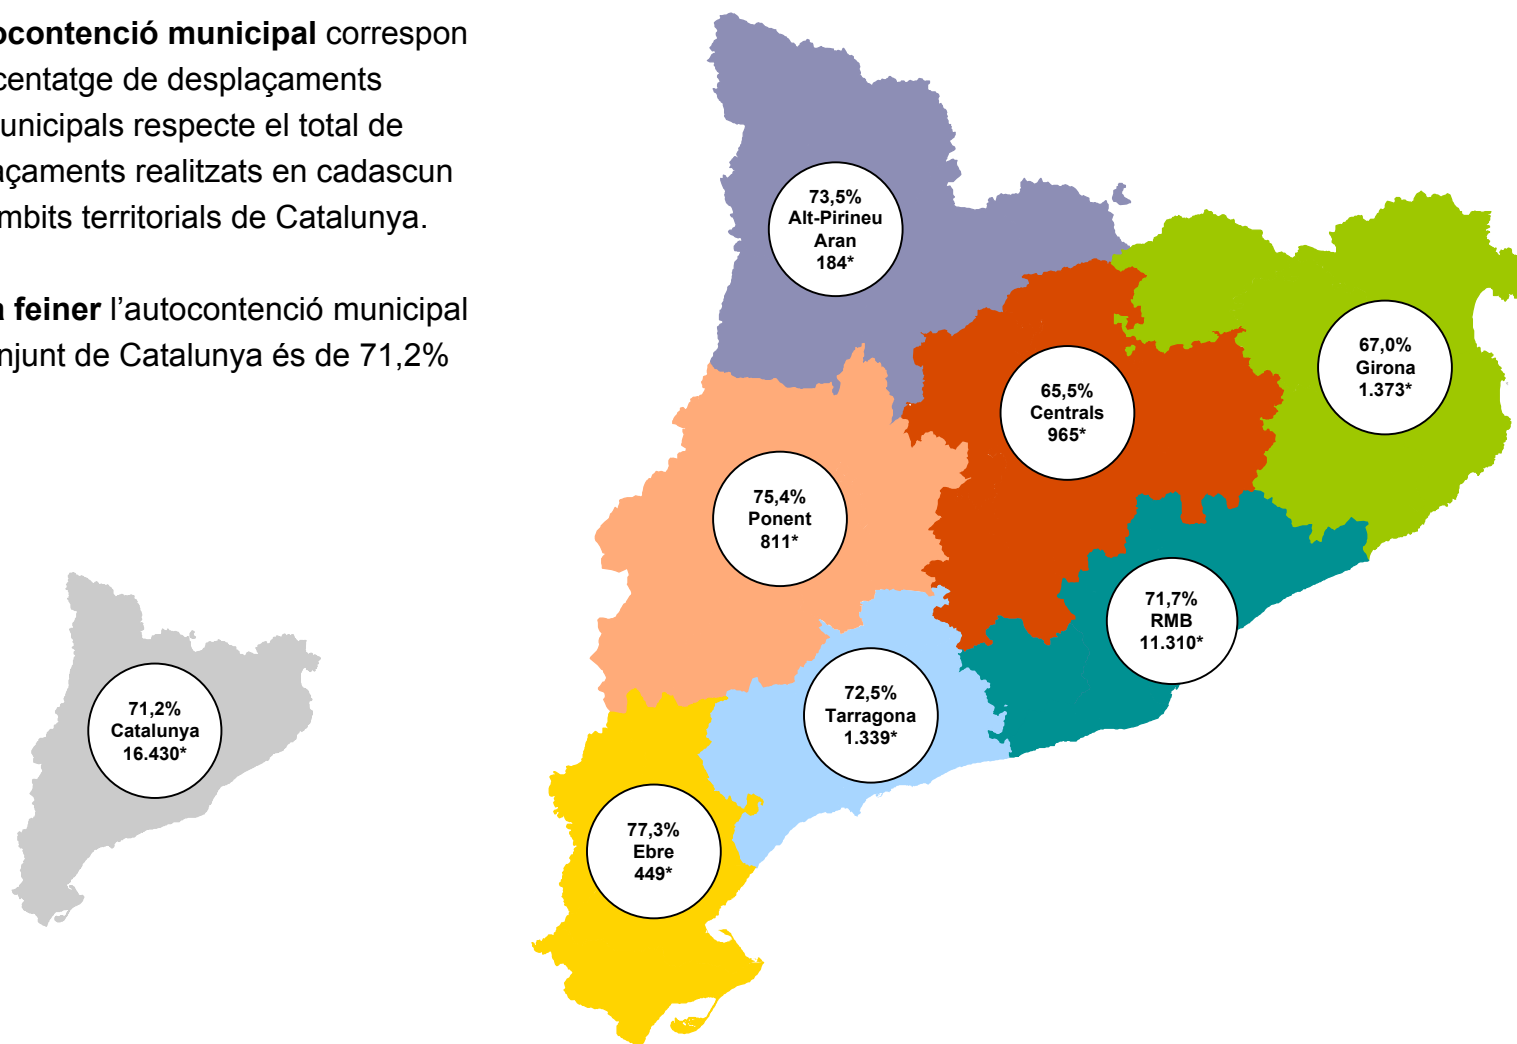 ocontenció municipal correspon
centatge de desplaçaments
unicipals respecte el total de
açaments realitzats en cadascun
mbits territorials de Catalunya.
a feiner l’autocontenció municipal
njunt de Catalunya és de 71,2%
73,5%
Alt-Pirineu
Aran
184*
67,0%
Girona
1.373*
65,5%
Centrals
965*
75,4%
Ponent
811*
71,7%
RMB
11.310*
72,5%
Tarragona
1.339*
71,2%
Catalunya
16.430*
77,3%
Ebre
449*